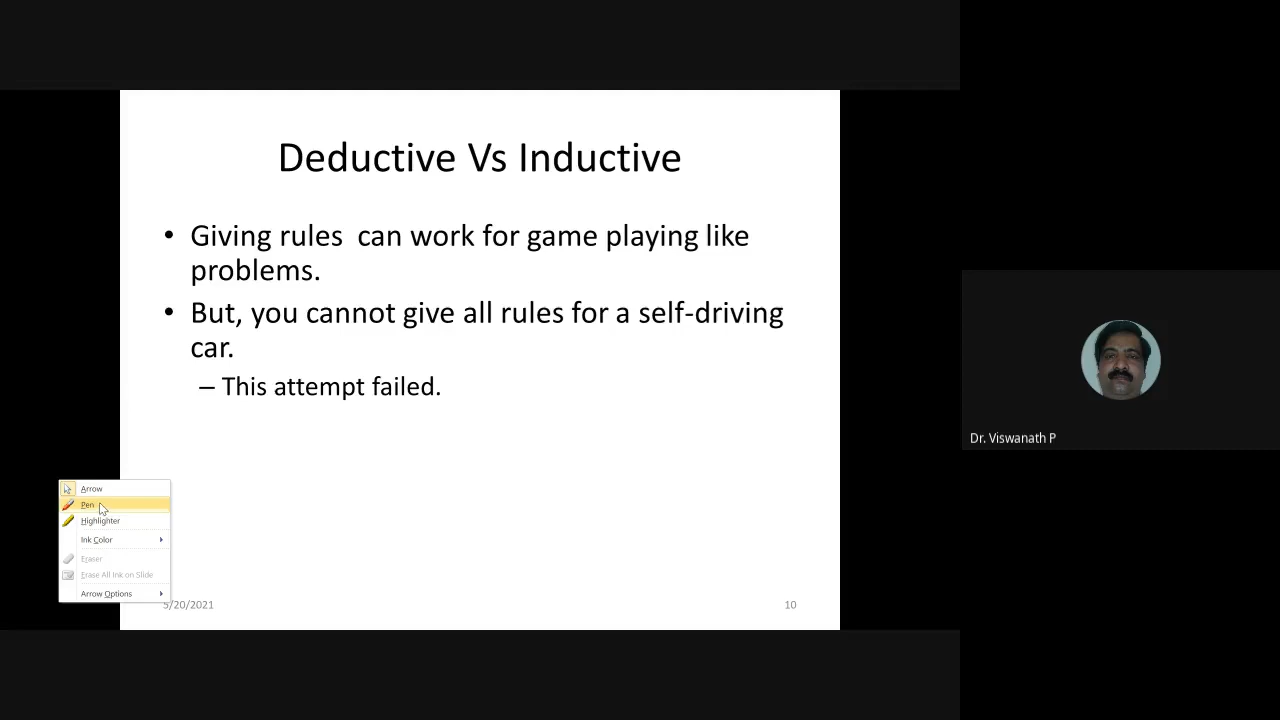 Deductive Vs Inductive
• Giving rules can work for game playing like
problems.
• But, you cannot give all rules for a self-driving
car.
– This attempt failed.
Dr. Viswanath P
Arrow
Pen
Highlighter
Ink Color
Eraser
Erase All Ink on Slide
Arrow Options
5/20/2021
10